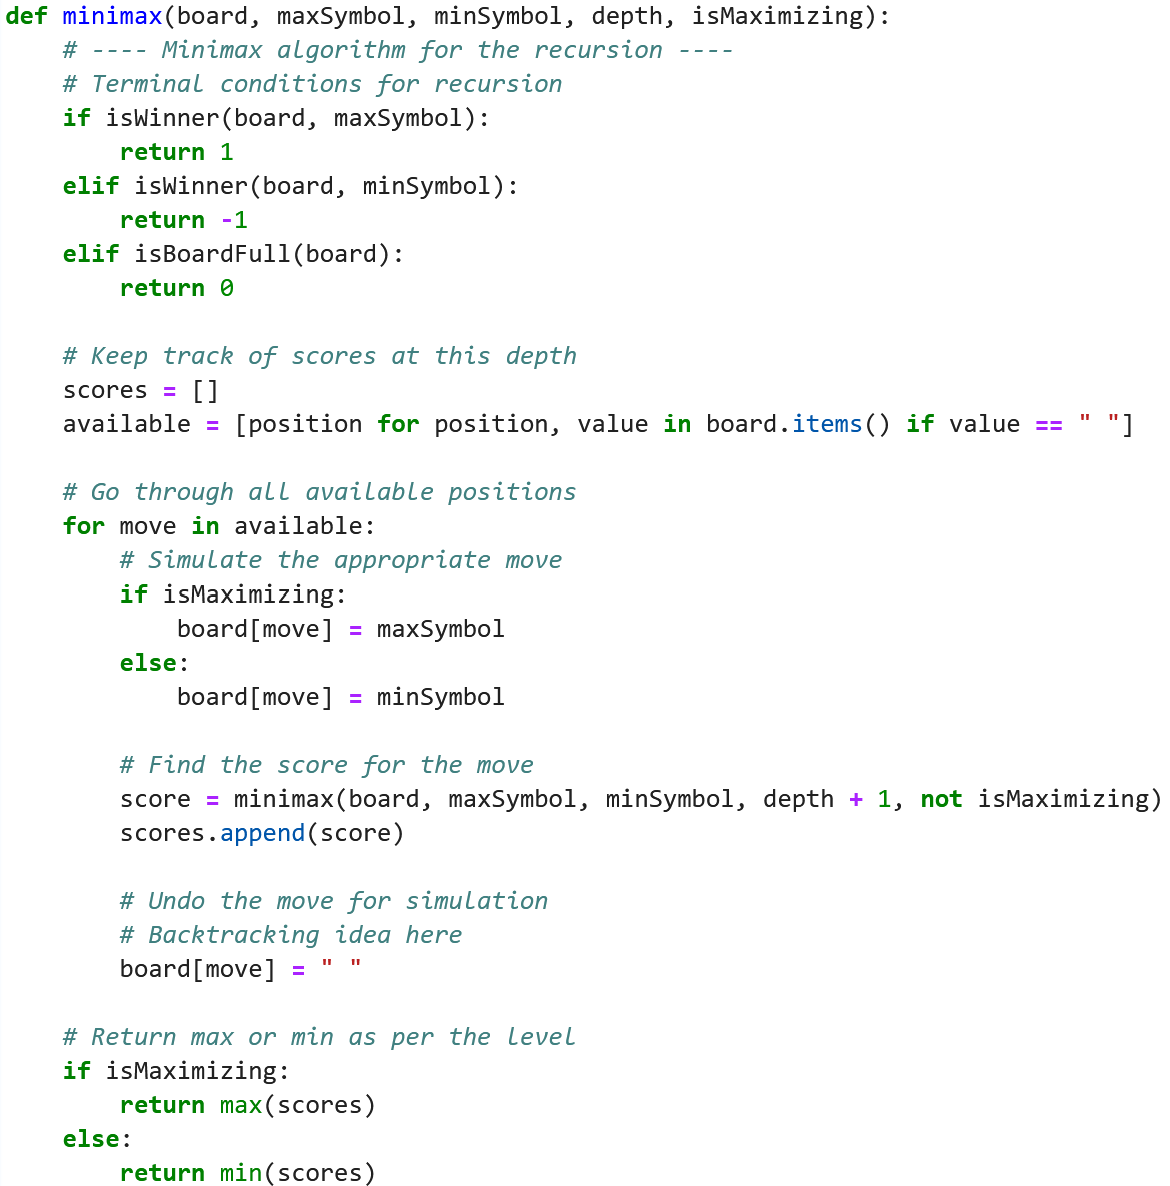 def minimax(board, maxSymbol, minSymbol, depth, isMaximizing):
    # ---- Minimax algorithm for the recursion ----
    # Terminal conditions for recursion
    if isWinner(board, maxSymbol):
        return 1
    elif isWinner(board, minSymbol):
        return -1
    elif isBoardFull(board):
        return 0

    # Keep track of scores at this depth
    scores = []
    available = [position for position, value in board.items() if value == " "]

    # Go through all available positions
    for move in available:
        # Simulate the appropriate move
        if isMaximizing:
            board[move] = maxSymbol
        else:
            board[move] = minSymbol

        # Find the score for the move
        score = minimax(board, maxSymbol, minSymbol, depth + 1, not isMaximizing)
        scores.append(score)

        # Undo the move for simulation
        # Backtracking idea here
        board[move] = " "

    # Return max or min as per the level
    if isMaximizing:
        return max(scores)
    else:
        return min(scores)